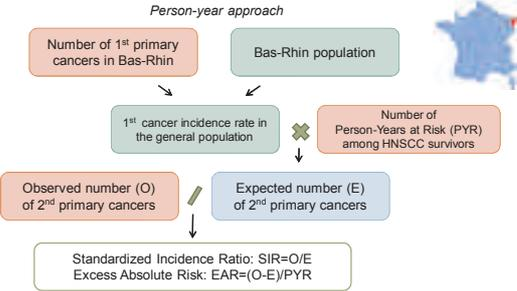 Person-year approach
Number of 1st primary
cancers in Bas-Rhin
Bas-Rhin population
1st cancer incidence rate in
the general population
Number of
Person-Years at Risk (PYR)
among HNSCC survivors
Observed number (O)
of 2nd primary cancers
Expected number (E)
of 2nd primary cancers
Standardized Incidence Ratio: SIR=O/E
Excess Absolute Risk: EAR=(O-E)/PYR